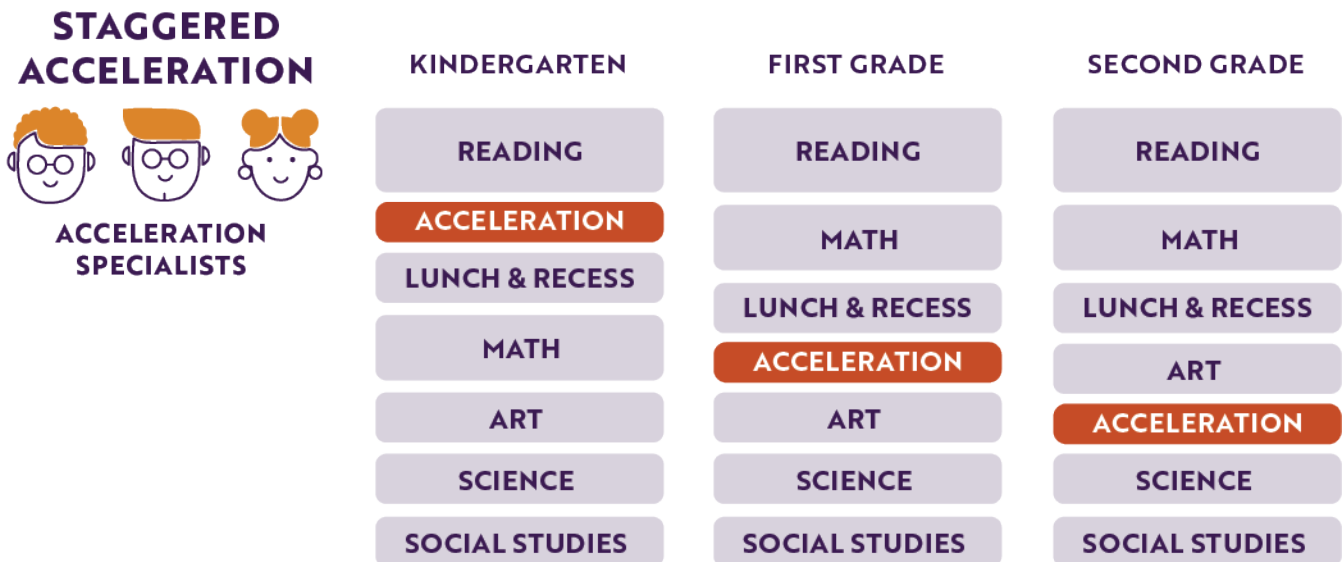 STAGGERED
ACCELERATION
ACCELERATION
SPECIALISTS
KINDERGARTEN
READING
ACCELERATION
LUNCH & RECESS
MATH
ART
SCIENCE
SOCIAL STUDIES
FIRST GRADE
READING
MATH
LUNCH & RECESS
ACCELERATION
ART
SCIENCE
SOCIAL STUDIES
SECOND GRADE
READING
MATH
LUNCH & RECESS
ART
ACCELERATION
SCIENCE
SOCIAL STUDIES